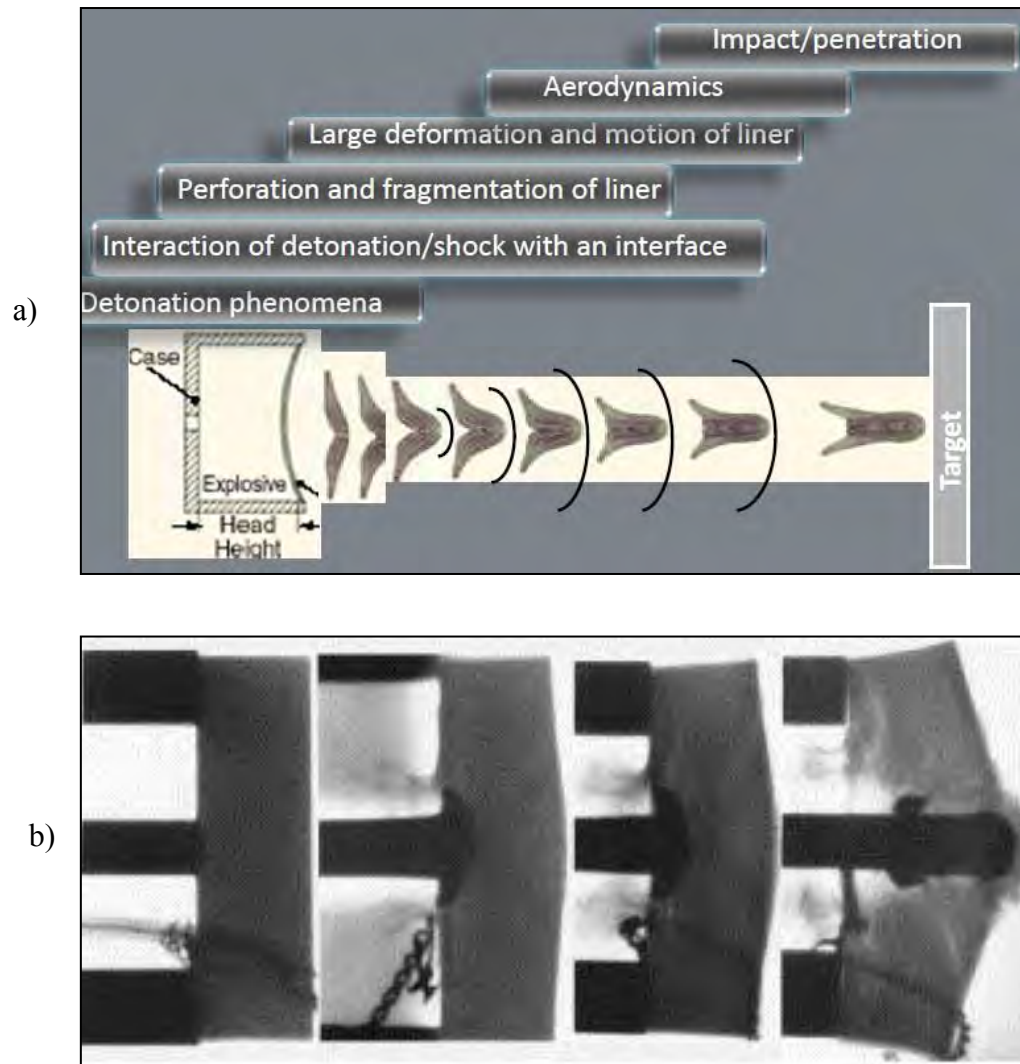 Impact/penetration
Aerodynamics
Large deformation and motion of liner
Perforation and fragmentation of liner
Interaction of detonation/shock with an interface
a)
Detonation phenomena
Case
Explosive
Head
Height
Target
b)